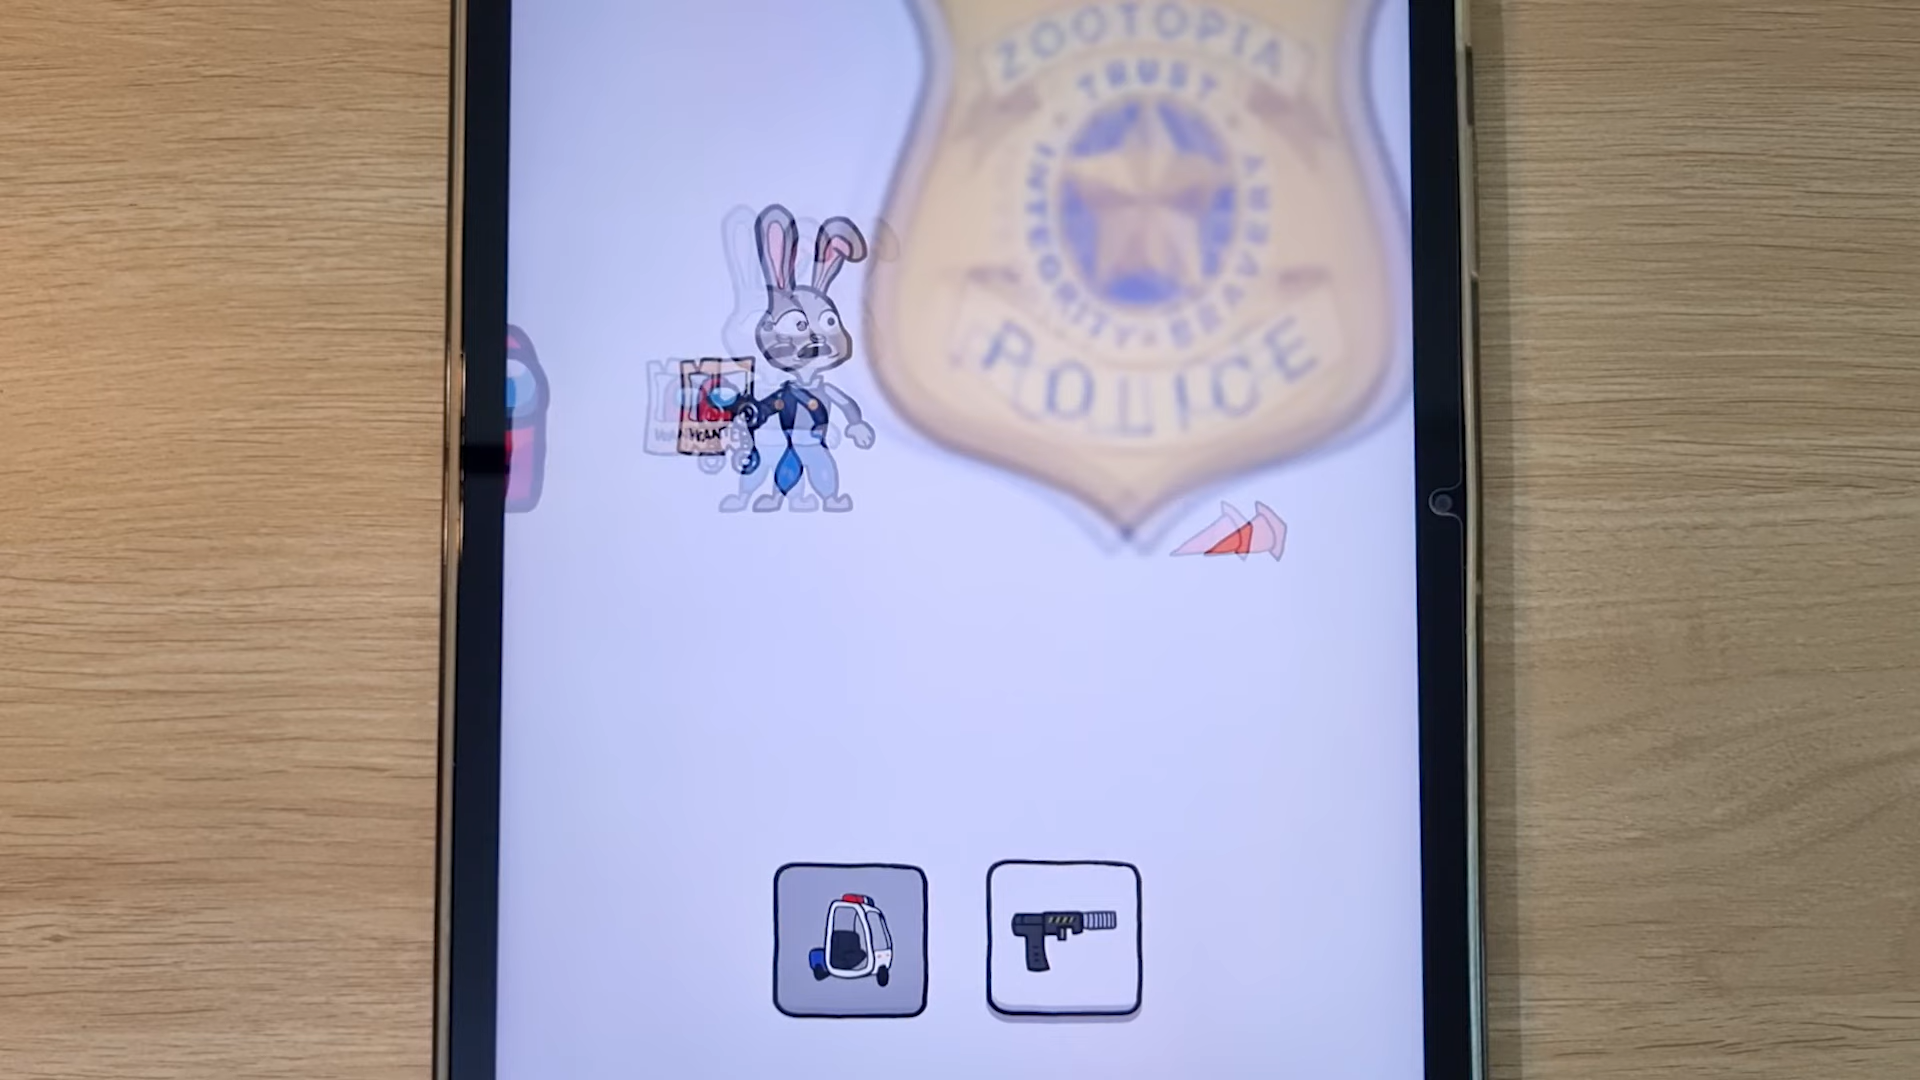 ZOOTOPIA
TRUST
INTEGRITY
BRAVERY
POLICE
WANTED